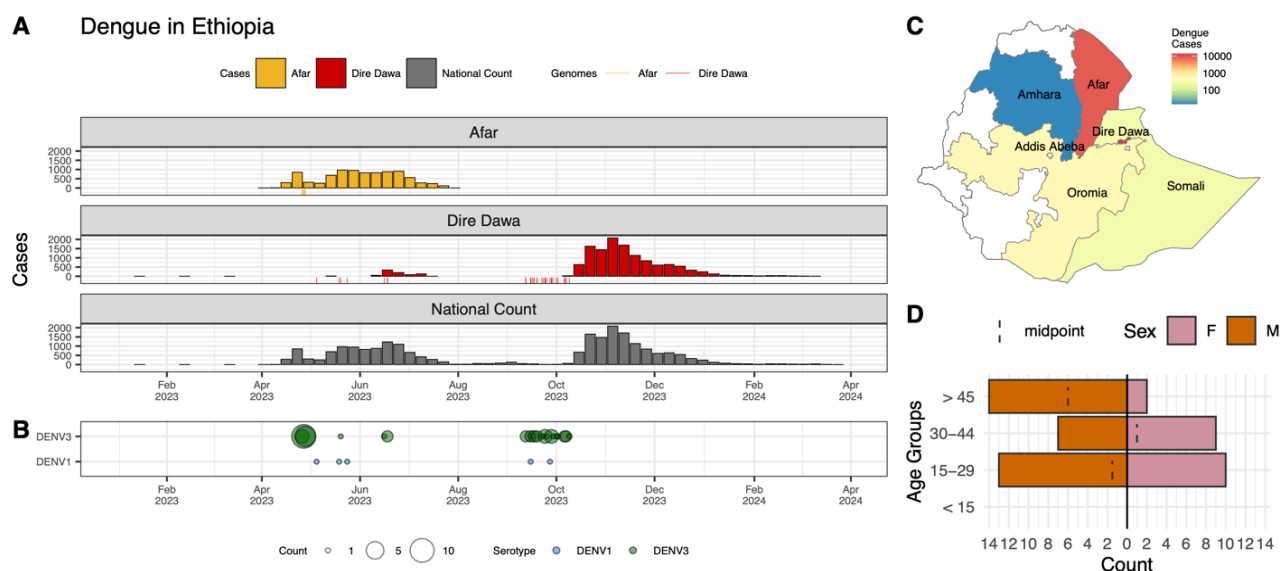 A Dengue in Ethiopia
Cases Afar Dire Dawa National Count Genomes Afar Dire Dawa
Cases
Afar
2000
1500
1000
500
0
Dire Dawa
2000
1500
1000
500
0
National Count
2000
1500
1000
500
0
Feb Apr Jun Aug Oct Dec Feb Apr
2023 2023 2023 2023 2023 2023 2024 2024
B
DENV3
DENV1
Feb Apr Jun Aug Oct Dec Feb Apr
2023 2023 2023 2023 2023 2023 2024 2024
Count 1 5 10 Serotype DENV1 DENV3
C
Dengue
Cases
10000
1000
100
Afar
Amhara
Dire Dawa
Addis Abeba
Oromia
Somali
D
midpoint Sex F M
Age Groups
> 45
30–44
15–29
< 15
14 12 10 8 6 4 2 0 2 4 6 8 10 12 14
Count